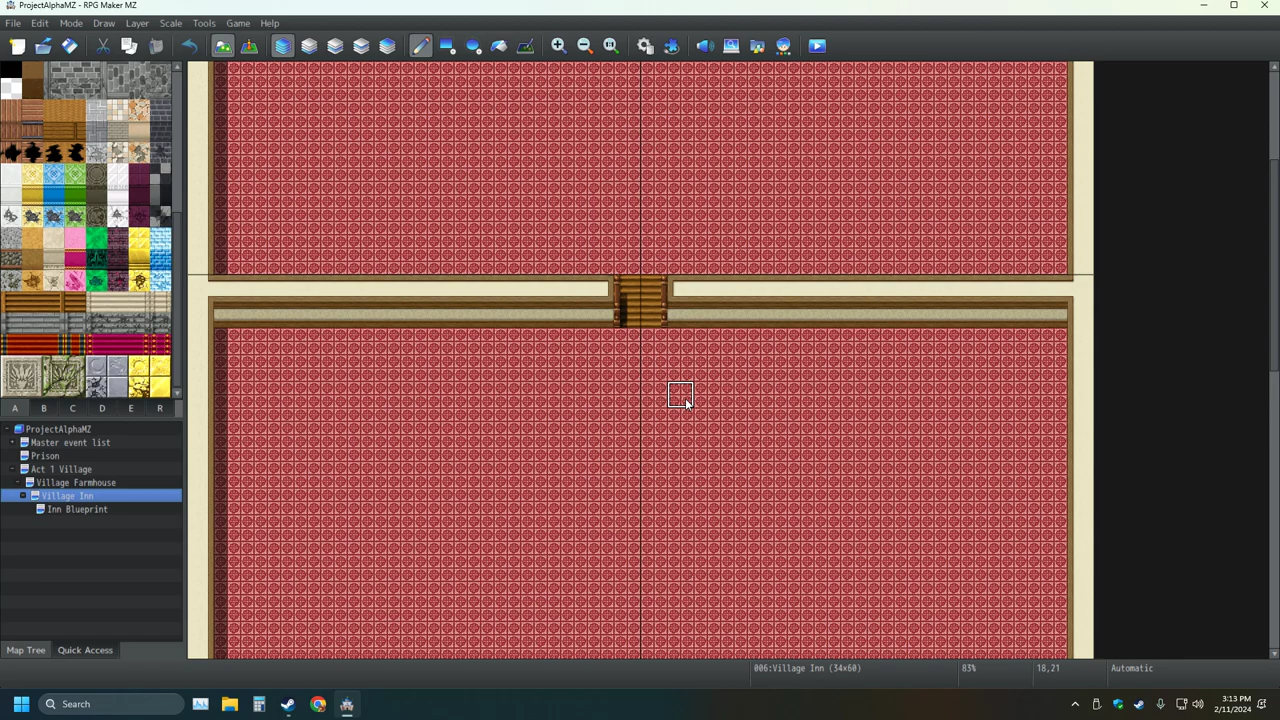 ProjectAlphaMZ - RPG Maker MZ
File Edit Mode Draw Layer Scale Tools Game Help
1:1
A B C D E R
ProjectAlphaMZ
Master event list
Prison
Act 1 Village
Village Farmhouse
Village Inn
Inn Blueprint
Map Tree Quick Access
006:Village Inn (34x60) 83% 18,21 Automatic
Search
3:13 PM
2/11/2024